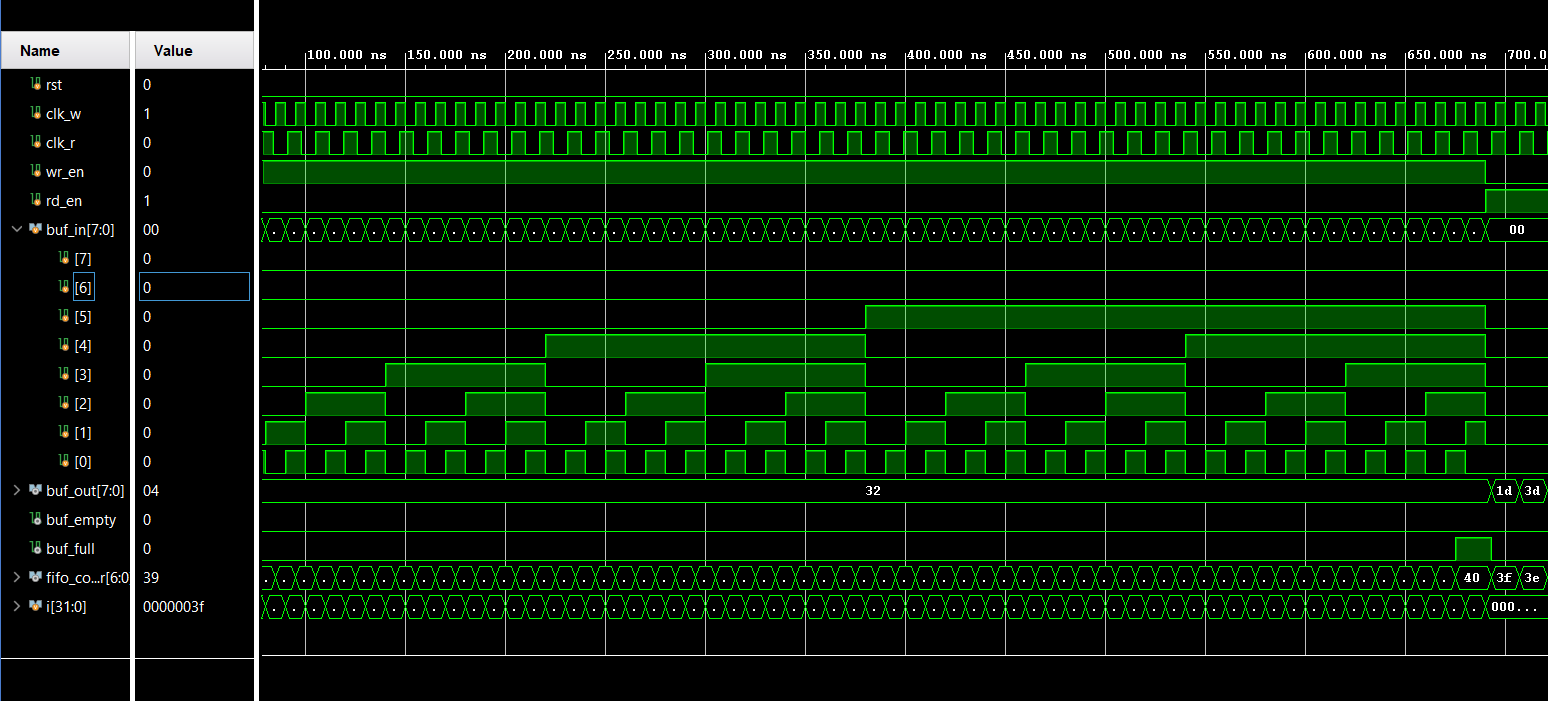 Name Value
100.000 ns 150.000 ns 200.000 ns 250.000 ns 300.000 ns 350.000 ns 400.000 ns 450.000 ns 500.000 ns 550.000 ns 600.000 ns 650.000 ns 700.0
rst 0
clk_w 1
clk_r 0
wr_en 0
rd_en 1
buf_in[7:0] 00 00
[7] 0
[6] 0
[5] 0
[4] 0
[3] 0
[2] 0
[1] 0
[0] 0
buf_out[7:0] 04 32 1d 3d
buf_empty 0
buf_full 0
fifo_co...r[6:0 39 40 3f 3e
i[31:0] 0000003f 000...